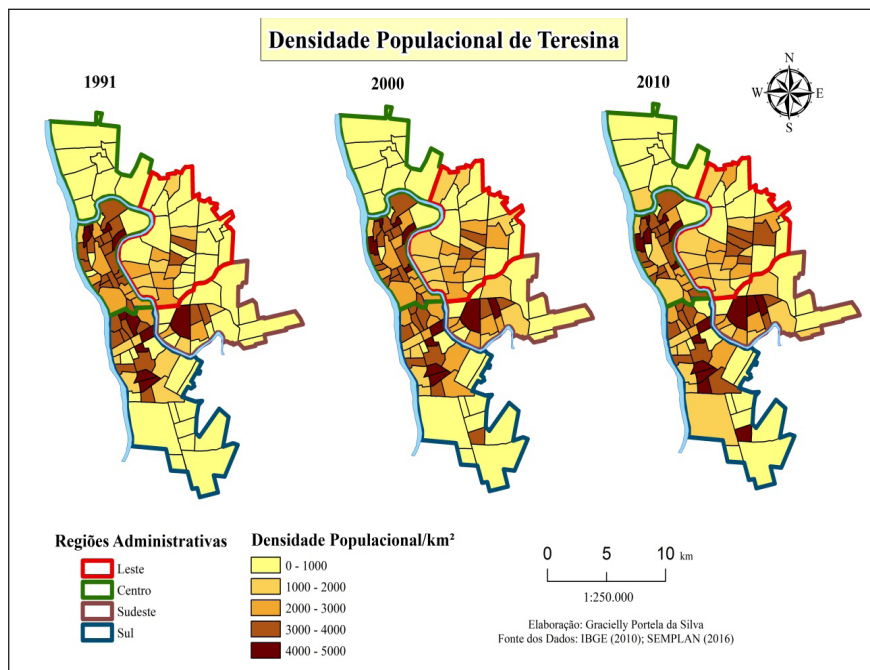 Densidade Populacional de Teresina
1991
2000
2010
N
W
E
S
Regiões Administrativas
Leste
Centro
Sudeste
Sul
Densidade Populacional/km²
0 - 1000
1000 - 2000
2000 - 3000
3000 - 4000
4000 - 5000
0 5 10 km
1:250.000
Elaboração: Gracielly Portela da Silva
Fonte dos Dados: IBGE (2010); SEMPLAN (2016)